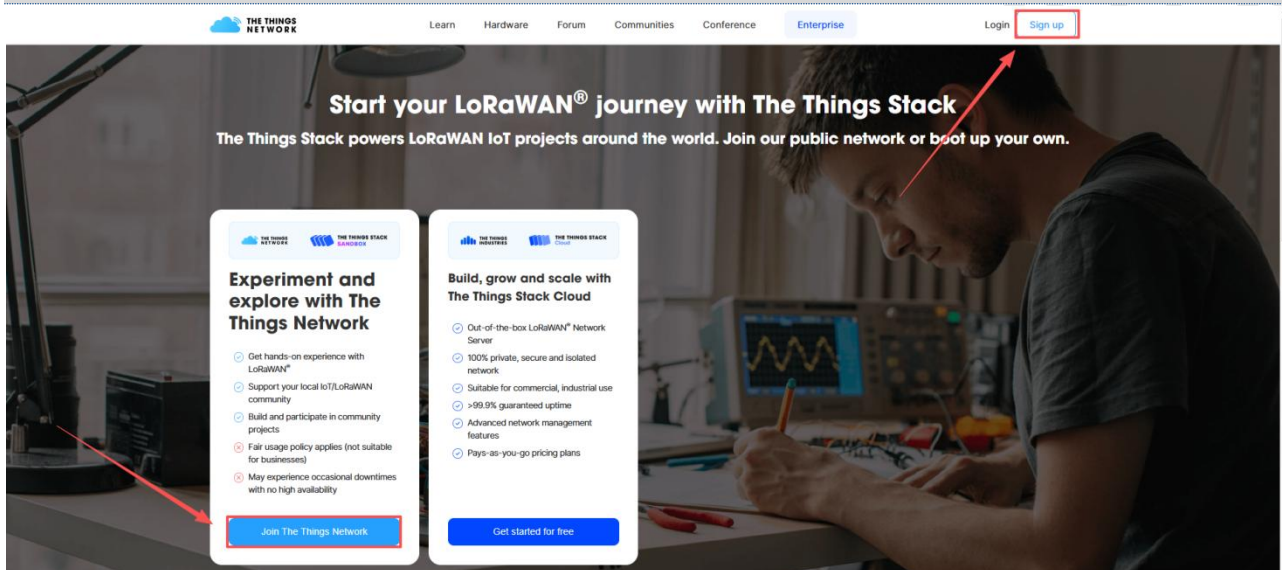 THE THINGS
NETWORK
Learn Hardware Forum Communities Conference Enterprise Login Sign up
Start your LoRaWAN® journey with The Things Stack
The Things Stack powers LoRaWAN IoT projects around the world. Join our public network or boot up your own.
THE THINGS
NETWORK
THE THINGS STACK
SANDBOX
Experiment and
explore with The
Things Network
Get hands-on experience with
LoRaWAN®
Support your local IoT/LoRaWAN
community
Build and participate in community
projects
Fair usage policy applies (not suitable
for businesses)
May experience occasional downtimes
with no high availability
Join The Things Network
THE THINGS
INDUSTRIES
THE THINGS STACK
Cloud
Build, grow and scale with
The Things Stack Cloud
Out-of-the-box LoRaWAN® Network
Server
100% private, secure and isolated
network
Suitable for commercial, industrial use
>99.9% guaranteed uptime
Advanced network management
features
Pays-as-you-go pricing plans
Get started for free